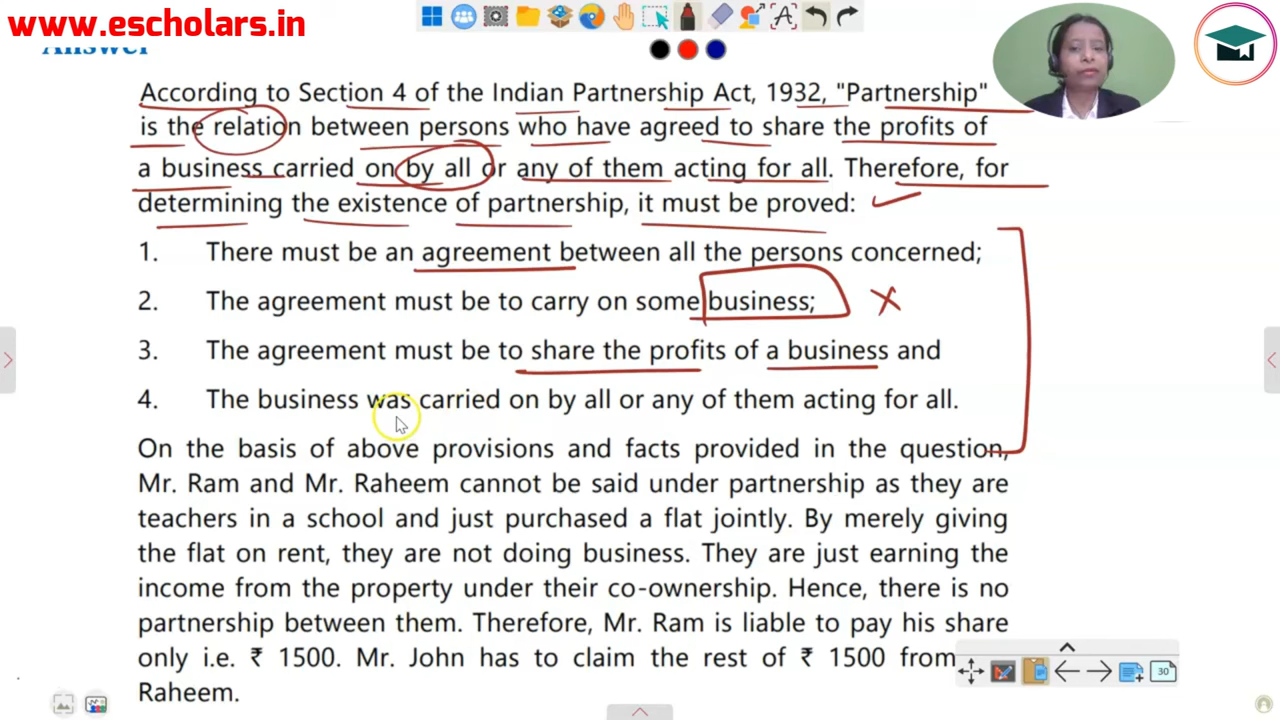 www.escholars.in
Answer
According to Section 4 of the Indian Partnership Act, 1932, "Partnership"
is the relation between persons who have agreed to share the profits of
a business carried on by all or any of them acting for all. Therefore, for
determining the existence of partnership, it must be proved:
1. There must be an agreement between all the persons concerned;
2. The agreement must be to carry on some business;
3. The agreement must be to share the profits of a business and
4. The business was carried on by all or any of them acting for all.
On the basis of above provisions and facts provided in the question,
Mr. Ram and Mr. Raheem cannot be said under partnership as they are
teachers in a school and just purchased a flat jointly. By merely giving
the flat on rent, they are not doing business. They are just earning the
income from the property under their co-ownership. Hence, there is no
partnership between them. Therefore, Mr. Ram is liable to pay his share
only i.e. ₹ 1500. Mr. John has to claim the rest of ₹ 1500 from
Raheem.
30